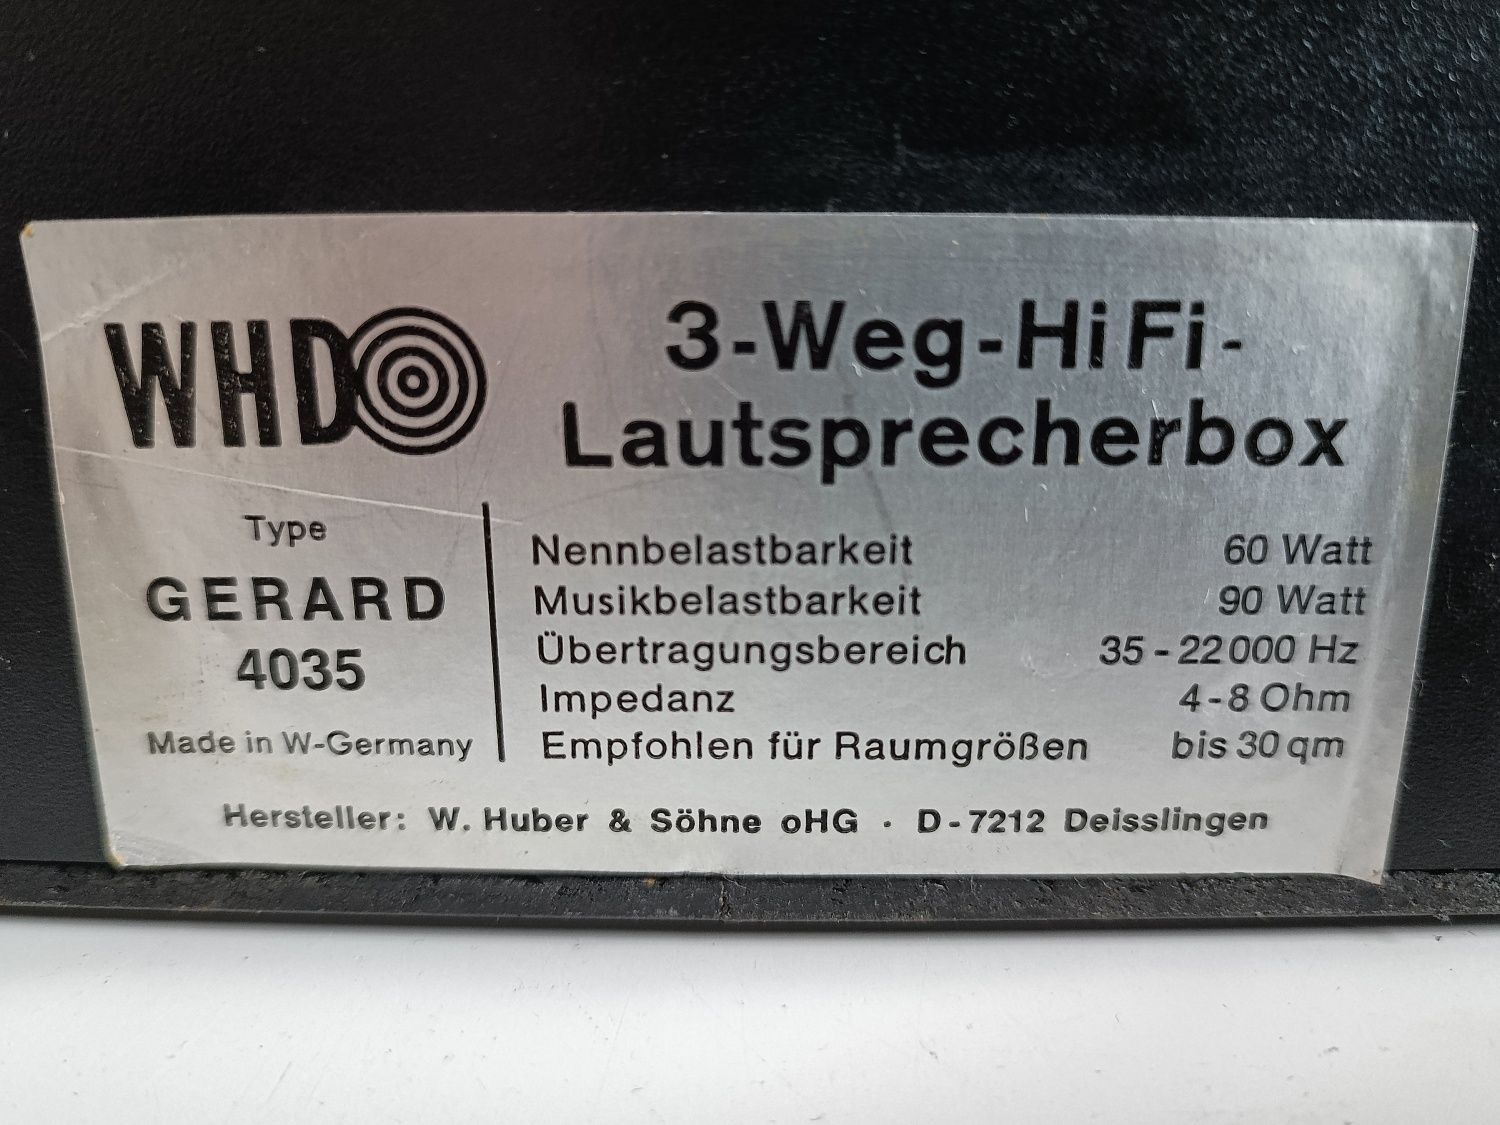 WHD
3-Weg-HiFi-
Lautsprecherbox
Type
GERARD
4035
Made in W-Germany
Nennbelastbarkeit 60 Watt
Musikbelastbarkeit 90 Watt
Übertragungsbereich 35-22000 Hz
Impedanz 4-8 Ohm
Empfohlen für Raumgrößen bis 30 qm
Hersteller: W. Huber & Söhne oHG · D-7212 Deisslingen